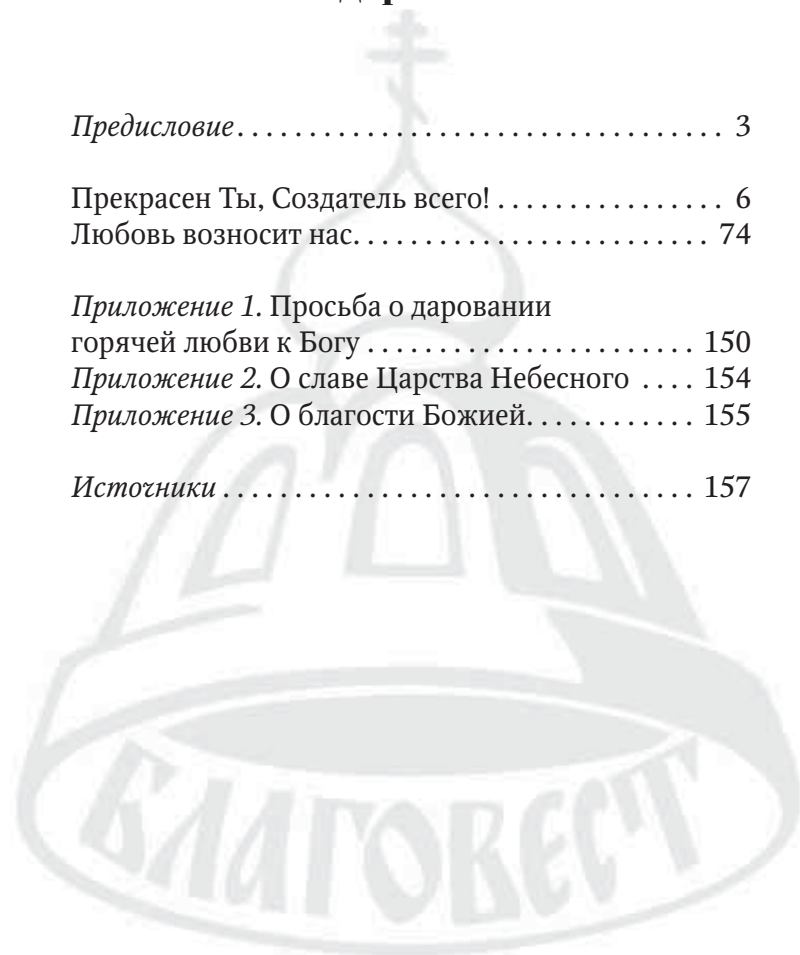 Предисловие. . . . . . . . . . . . . . . . . . . . . . . . . . . . . . . . . . 3
Прекрасен Ты, Создатель всего! . . . . . . . . . . . . . . . . 6
Любовь возносит нас. . . . . . . . . . . . . . . . . . . . . . . . . 74
Приложение 1. Просьба о даровании
горячей любви к Богу . . . . . . . . . . . . . . . . . . . . . . . 150
Приложение 2. О славе Царства Небесного . . . . 154
Приложение 3. О благости Божией. . . . . . . . . . . . 155
Источники . . . . . . . . . . . . . . . . . . . . . . . . . . . . . . . . . 157
БЛАГОВЕСТ